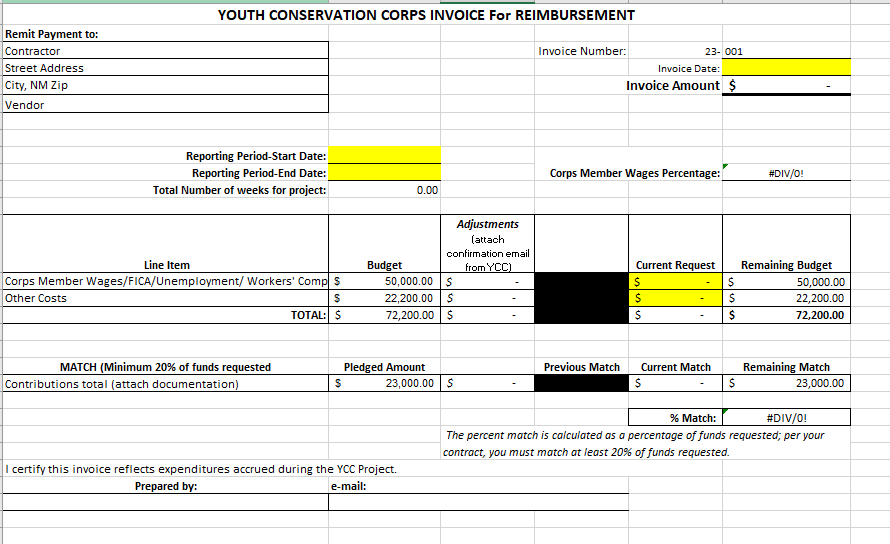 YOUTH CONSERVATION CORPS INVOICE For REIMBURSEMENT
Remit Payment to:
Contractor Invoice Number: 23- 001
Street Address Invoice Date:
City, NM Zip Invoice Amount $ -
Vendor
Reporting Period-Start Date:
Reporting Period-End Date: Corps Member Wages Percentage: #DIV/0!
Total Number of weeks for project: 0.00
Adjustments
(attach
confirmation email
from YCC)
Line Item Budget Current Request Remaining Budget
Corps Member Wages/FICA/Unemployment/ Workers' Comp $ 50,000.00 $ - $ - $ 50,000.00
Other Costs $ 22,200.00 $ - $ - $ 22,200.00
TOTAL: $ 72,200.00 $ - $ - $ 72,200.00
MATCH (Minimum 20% of funds requested Pledged Amount Previous Match Current Match Remaining Match
Contributions total (attach documentation) $ 23,000.00 $ - $ - $ 23,000.00
% Match: #DIV/0!
The percent match is calculated as a percentage of funds requested; per your
contract, you must match at least 20% of funds requested.
I certify this invoice reflects expenditures accrued during the YCC Project.
Prepared by: e-mail: